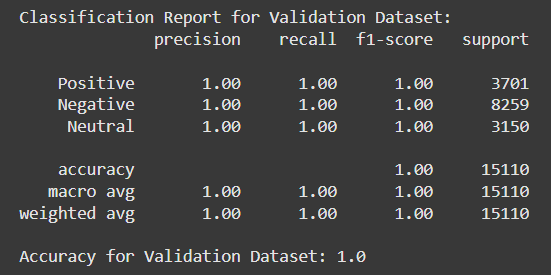 Classification Report for Validation Dataset:
precision recall f1-score support
Positive 1.00 1.00 1.00 3701
Negative 1.00 1.00 1.00 8259
Neutral 1.00 1.00 1.00 3150
accuracy 1.00 15110
macro avg 1.00 1.00 1.00 15110
weighted avg 1.00 1.00 1.00 15110
Accuracy for Validation Dataset: 1.0